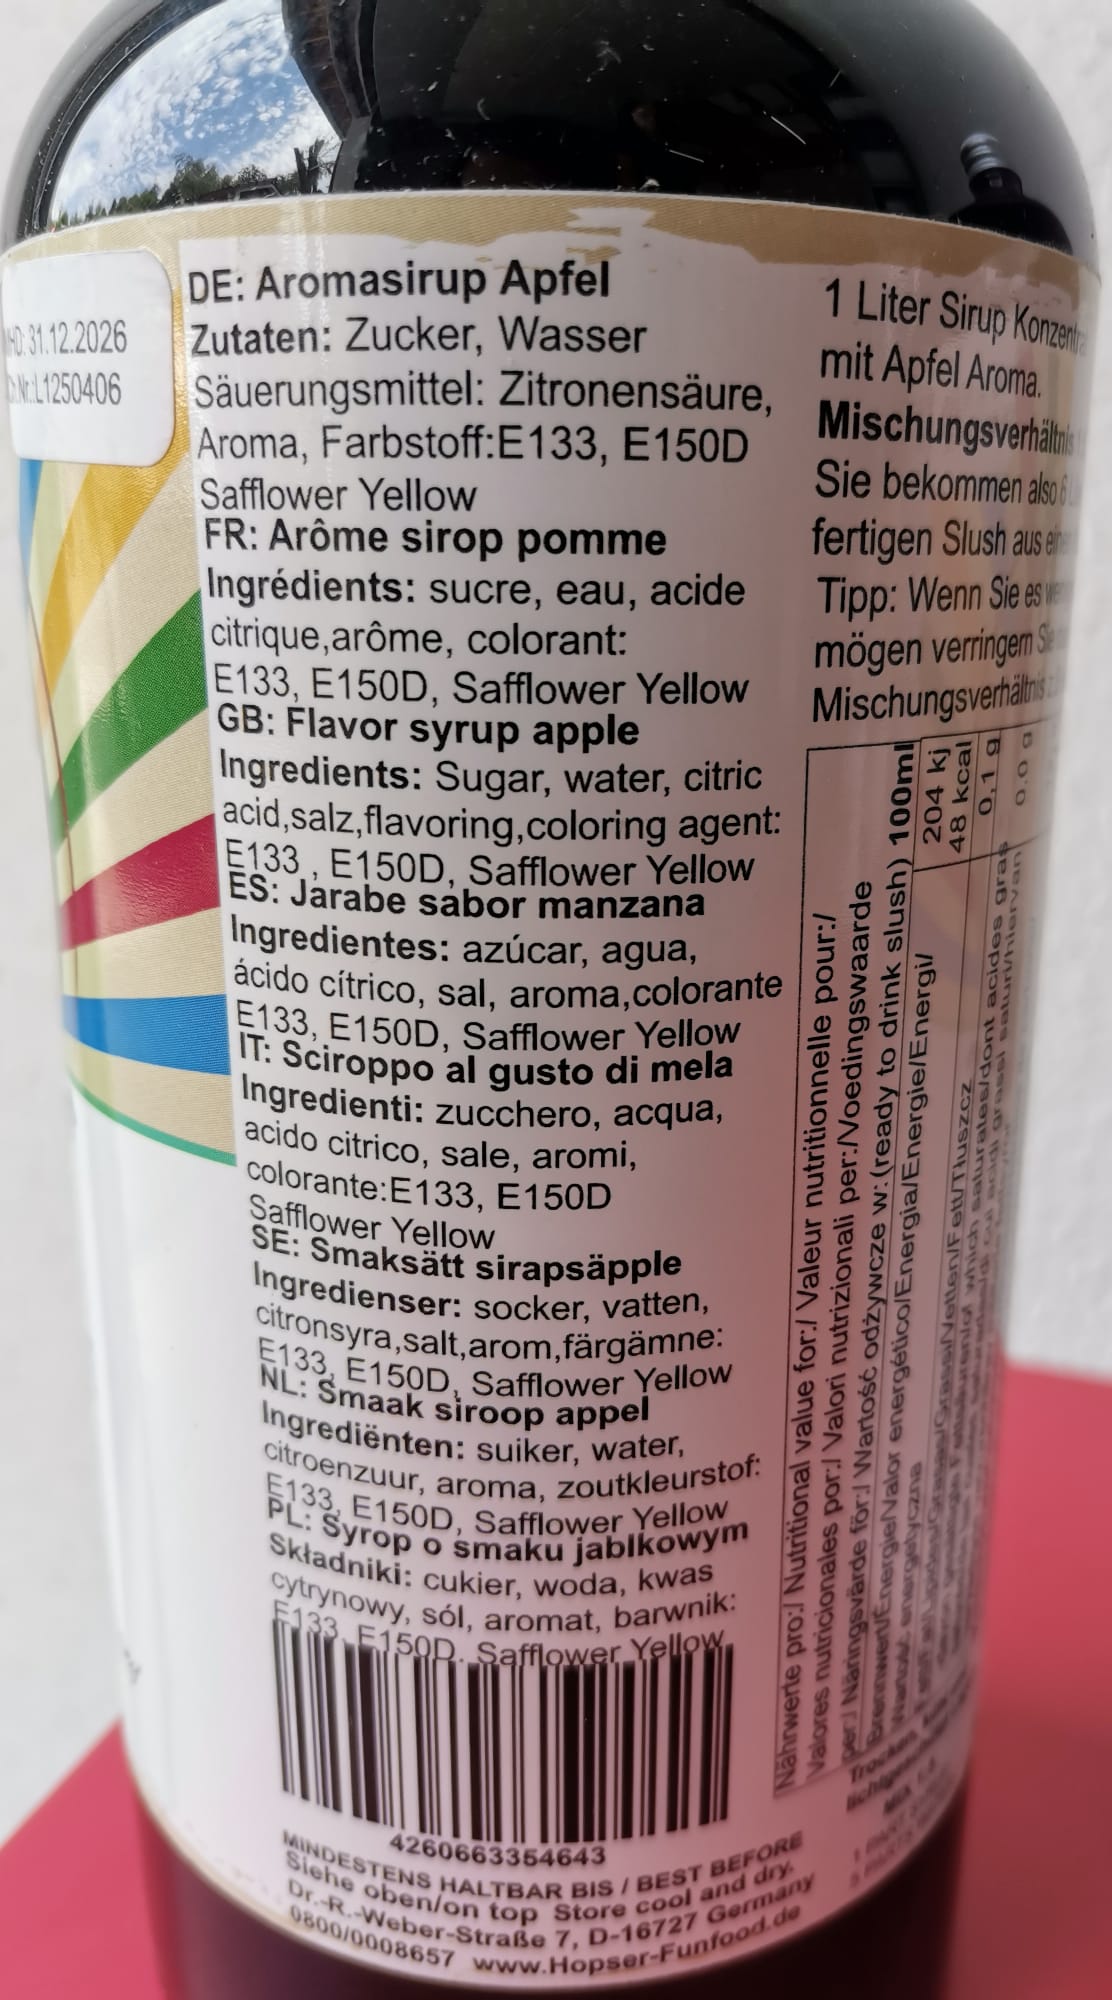 31.12.2026
L1250406
DE: Aromasirup Apfel
Zutaten: Zucker, Wasser
Säuerungsmittel: Zitronensäure,
Aroma, Farbstoff:E133, E150D
Safflower Yellow
FR: Arôme sirop pomme
Ingrédients: sucre, eau, acide
citrique,arôme, colorant:
E133, E150D, Safflower Yellow
GB: Flavor syrup apple
Ingredients: Sugar, water, citric
acid,salz,flavoring,coloring agent:
E133 , E150D, Safflower Yellow
ES: Jarabe sabor manzana
Ingredientes: azúcar, agua,
ácido cítrico, sal, aroma,colorante
E133, E150D, Safflower Yellow
IT: Sciroppo al gusto di mela
Ingredienti: zucchero, acqua,
acido citrico, sale, aromi,
colorante:E133, E150D
Safflower Yellow
SE: Smaksätt sirapsäpple
Ingredienser: socker, vatten,
citronsyra,salt,arom,färgämne:
E133, E150D, Safflower Yellow
NL: Smaak siroop appel
Ingrediënten: suiker, water,
citroenzuur, aroma, zoutkleurstof:
E133, E150D, Safflower Yellow
PL: Syrop o smaku jablkowym
Składniki: cukier, woda, kwas
cytrynowy, sól, aromat, barwnik:
E133, E150D, Safflower Yellow
4260663354643
MINDESTENS HALTBAR BIS / BEST BEFORE
Siehe oben/on top Store cool and dry.
Dr.-R.-Weber-Straße 7, D-16727 Germany
0800/0008657 www.Hopser-Funfood.de
1 Liter Sirup
mit Apfel Aroma.
Mischungsverhältnis
Sie bekommen also 6
fertigen Slush aus
Tipp: Wenn Sie es
mögen verringern
Mischungsverhältnis
Nährwerte pro:/ Nutritional value for:/ Valeur nutritionnelle pour:/
Valores nutricionales por:/ Valori nutrizionali per:/Voedingswaarde
per:/ Näringsvärde för:/ Wartość odżywcze w: (ready to drink slush) 100ml
Brennwert/Énergie/Valor energético/Energia/Energie/Energi/ 204 kj
energetyczna 48 kcal
Vetten/Fett/Tłuszcz 0,1 g
of which saturates/dont acides gras
0.0 g